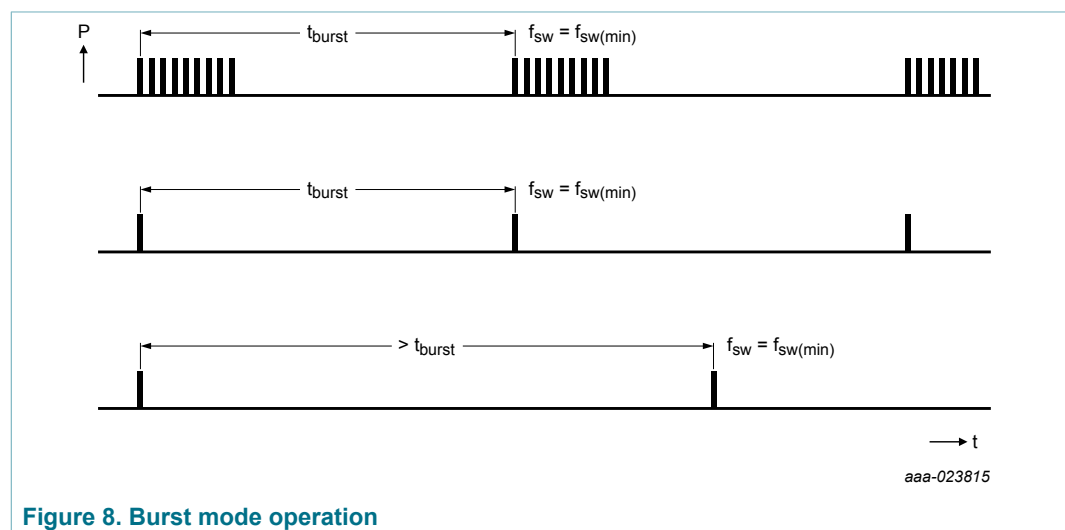 P
t_burst
f_sw = f_sw(min)
t_burst
f_sw = f_sw(min)
> t_burst
f_sw = f_sw(min)
t
aaa-023815
Figure 8. Burst mode operation